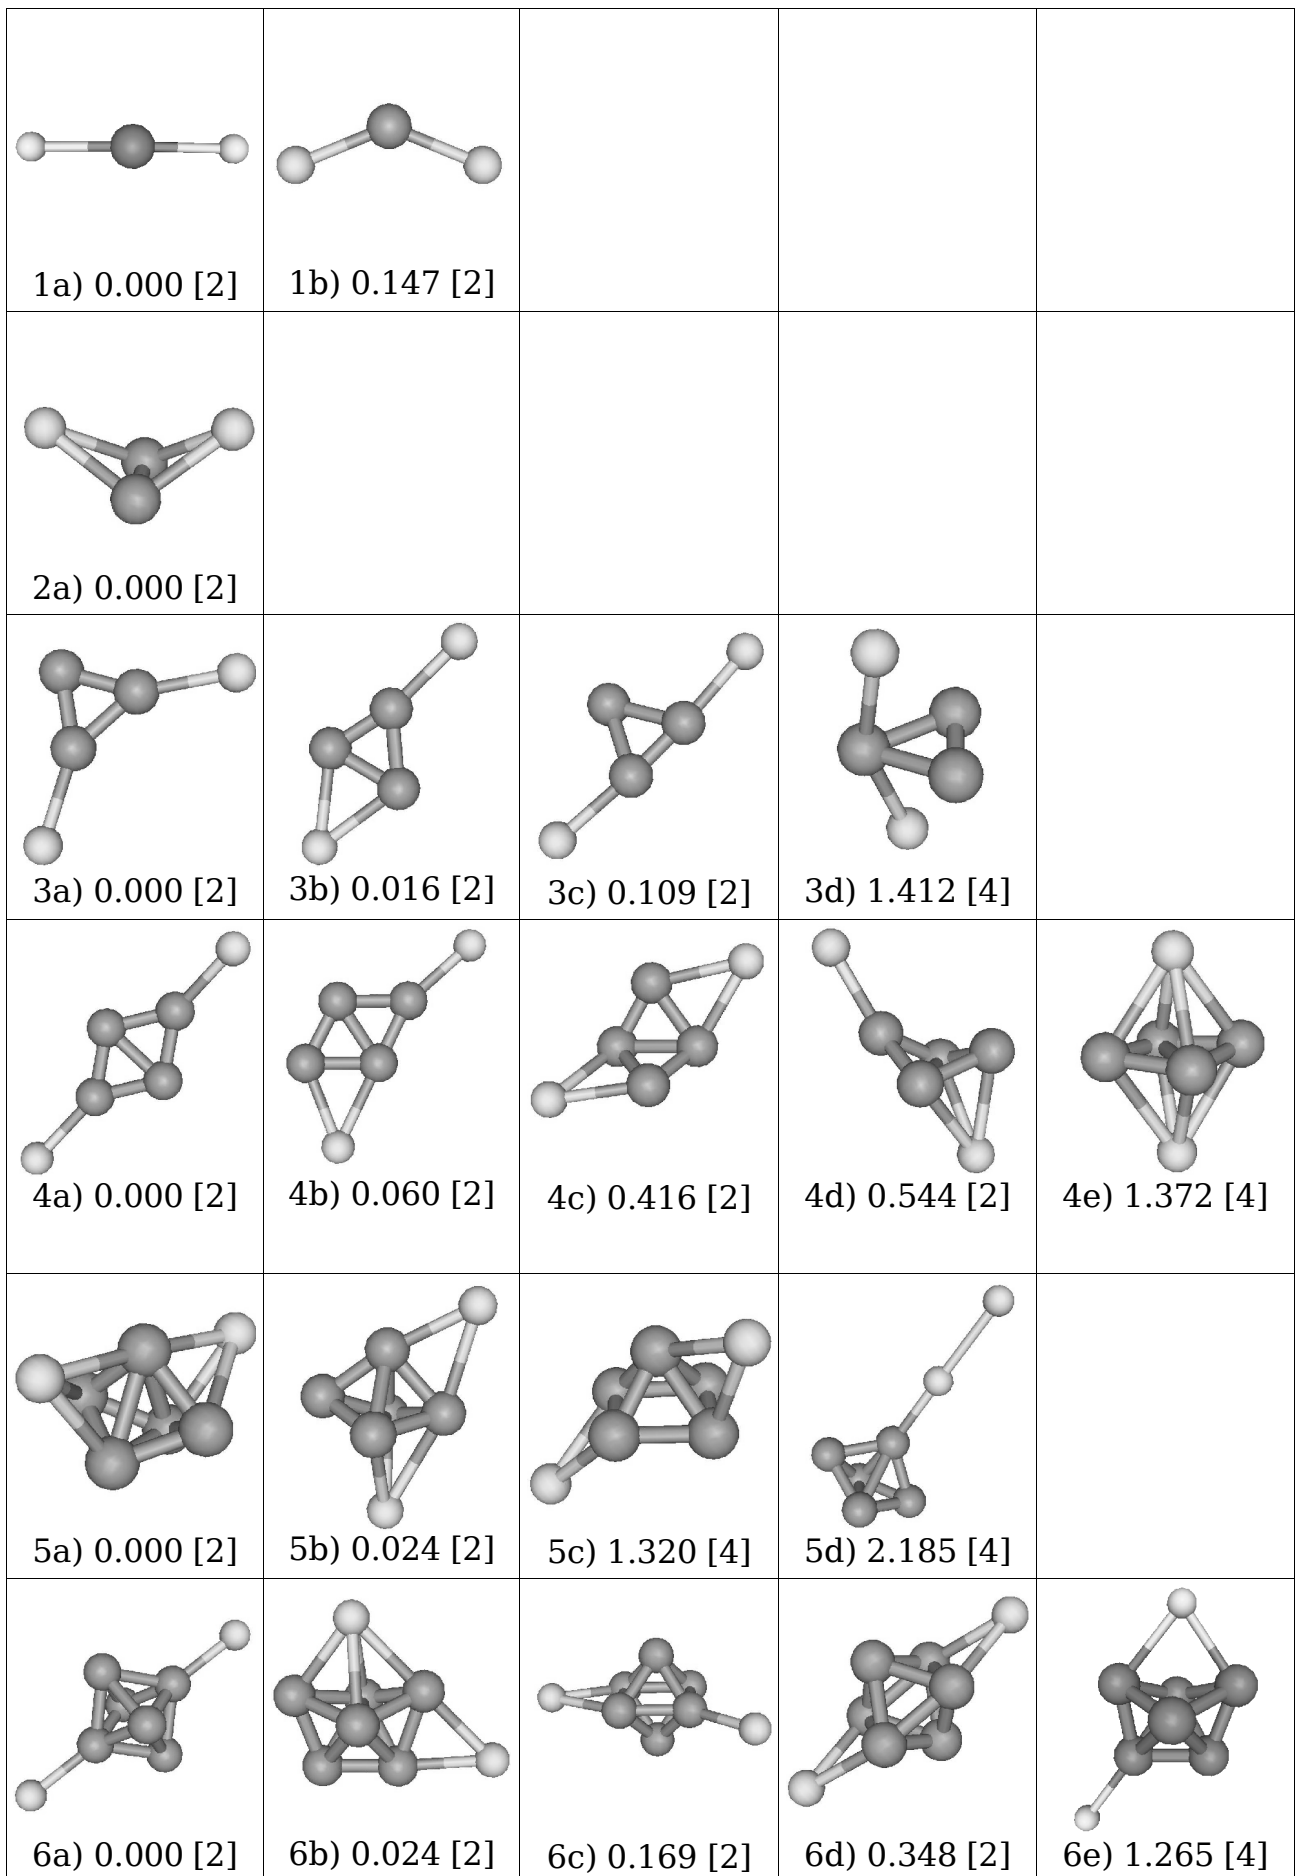 1a) 0.000 [2]
1b) 0.147 [2]
2a) 0.000 [2]
3a) 0.000 [2]
3b) 0.016 [2]
3c) 0.109 [2]
3d) 1.412 [4]
4a) 0.000 [2]
4b) 0.060 [2]
4c) 0.416 [2]
4d) 0.544 [2]
4e) 1.372 [4]
5a) 0.000 [2]
5b) 0.024 [2]
5c) 1.320 [4]
5d) 2.185 [4]
6a) 0.000 [2]
6b) 0.024 [2]
6c) 0.169 [2]
6d) 0.348 [2]
6e) 1.265 [4]